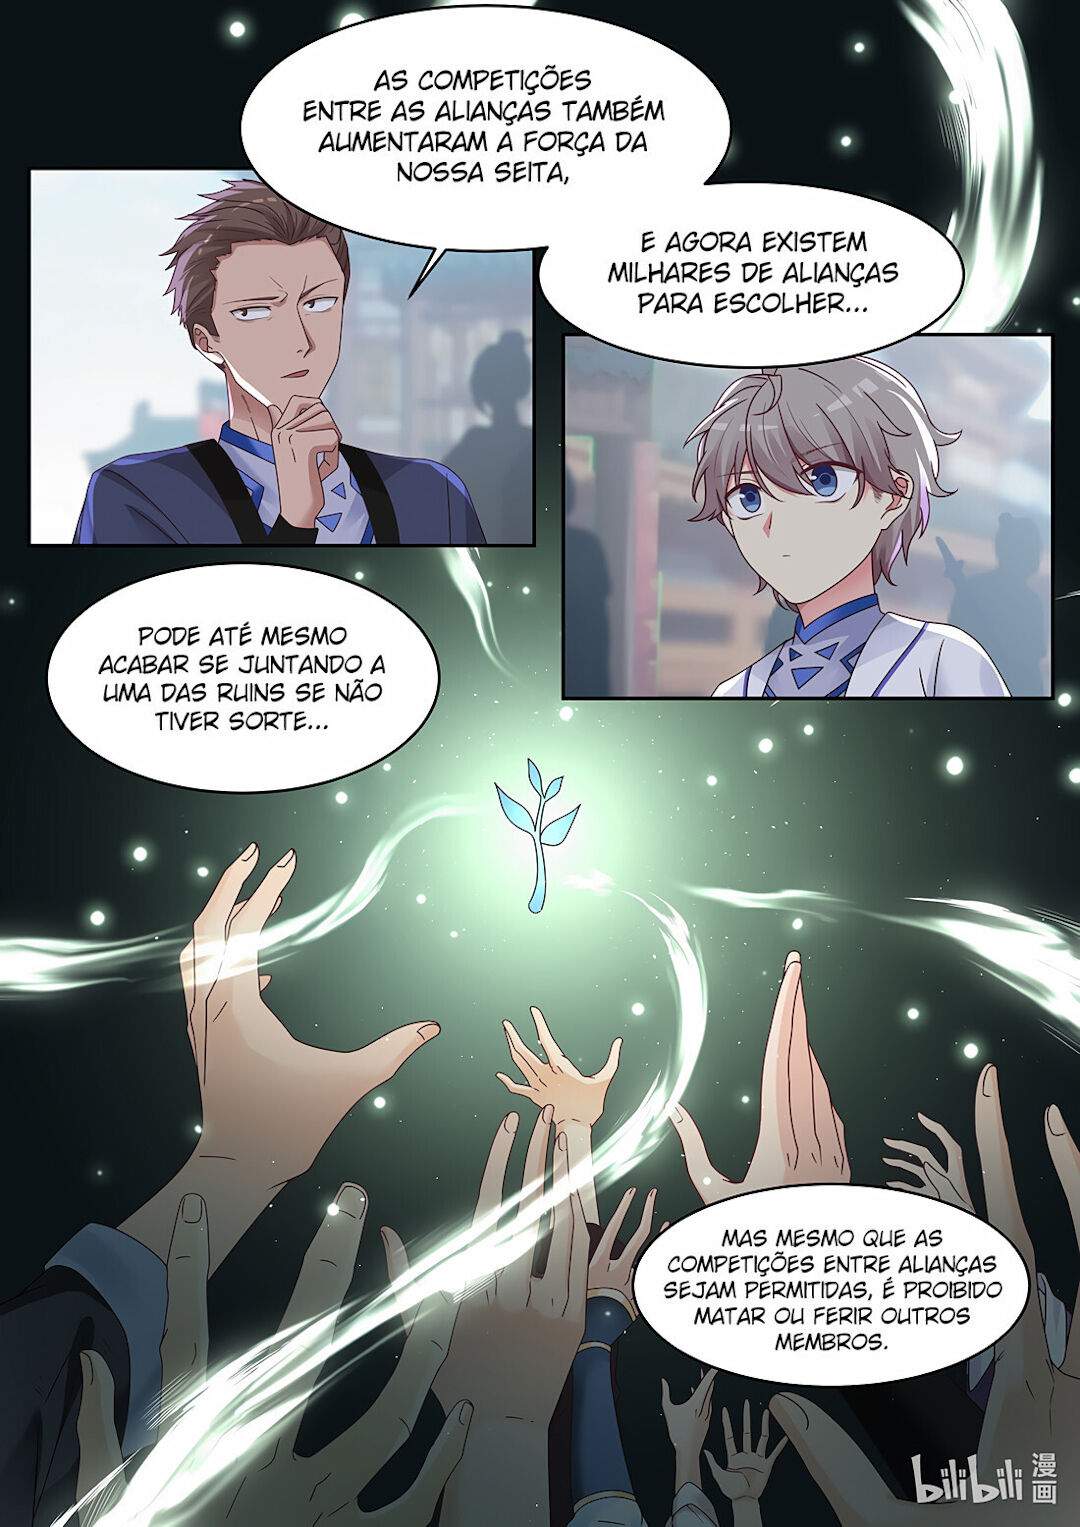 AS COMPETIÇÕES
ENTRE AS ALIANÇAS TAMBÉM
AUMENTARAM A FORÇA DA
NOSSA SEITA,
E AGORA EXISTEM
MILHARES DE ALIANÇAS
PARA ESCOLHER...
PODE ATÉ MESMO
ACABAR SE JUNTANDO A
UMA DAS RUINS SE NÃO
TIVER SORTE...
MAS MESMO QUE AS
COMPETIÇÕES ENTRE ALIANÇAS
SEJAM PERMITIDAS, É PROIBIDO
MATAR OU FERIR OUTROS
MEMBROS.
bilibili 漫画